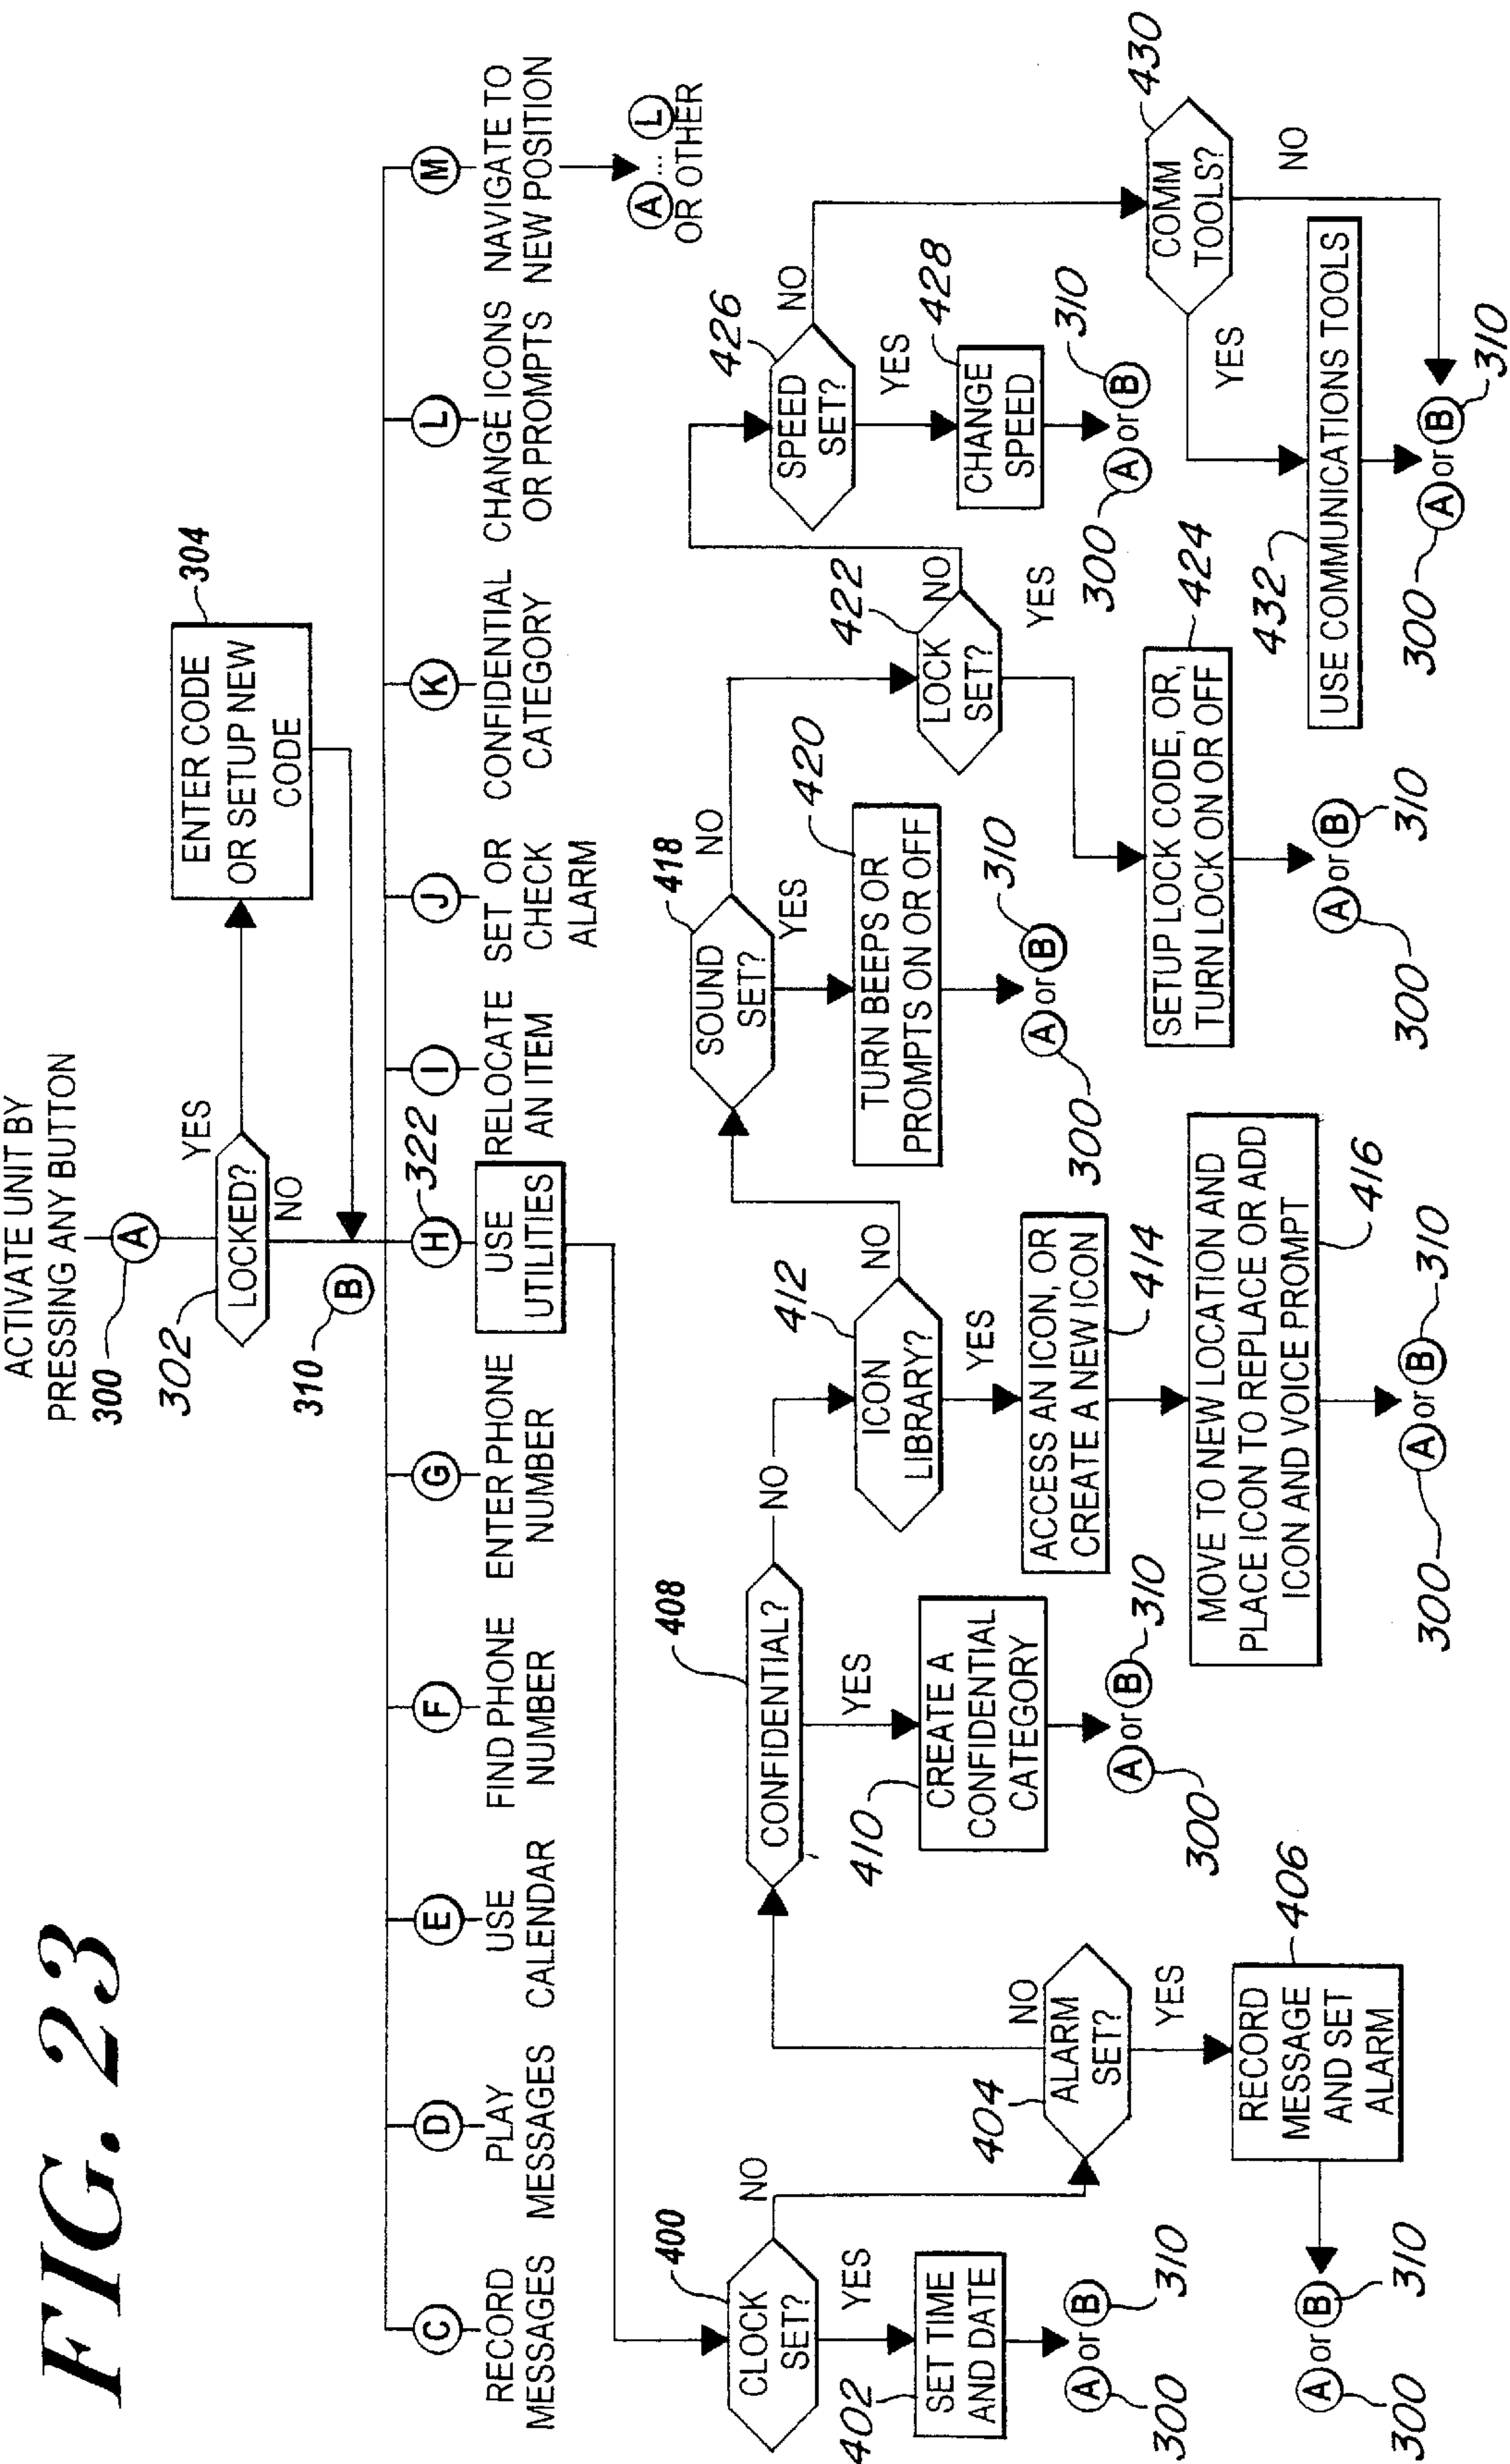 FIG. 23
ACTIVATE UNIT BY
PRESSING ANY BUTTON
300
A
302
LOCKED?
YES
NO
ENTER CODE
OR SETUP NEW
CODE
304
310
B
C
RECORD
MESSAGES
D
PLAY
MESSAGES
E
USE
CALENDAR
F
FIND PHONE
NUMBER
G
ENTER PHONE
NUMBER
H
322
USE
UTILITIES
I
RELOCATE
AN ITEM
J
SET OR
CHECK
ALARM
K
CONFIDENTIAL
CATEGORY
L
CHANGE ICONS
OR PROMPTS
M
NAVIGATE TO
NEW POSITION
A ... L
OR OTHER
400
CLOCK
SET?
NO
YES
402
SET TIME
AND DATE
A or B
300
310
404
ALARM
SET?
NO
YES
RECORD
MESSAGE
AND SET
ALARM
406
A or B
300
310
408
CONFIDENTIAL?
NO
YES
410
CREATE A
CONFIDENTIAL
CATEGORY
A or B
300
310
412
ICON
LIBRARY?
NO
YES
ACCESS AN ICON, OR
CREATE A NEW ICON
414
MOVE TO NEW LOCATION AND
PLACE ICON TO REPLACE OR ADD
ICON AND VOICE PROMPT
416
A or B
300
310
418
SOUND
SET?
NO
YES
420
TURN BEEPS OR
PROMPTS ON OR OFF
A or B
300
310
422
LOCK
SET?
NO
YES
SETUP LOCK CODE, OR,
TURN LOCK ON OR OFF
424
A or B
300
310
426
SPEED
SET?
NO
YES
CHANGE
SPEED
428
A or B
300
310
COMM
TOOLS?
430
NO
YES
432
USE COMMUNICATIONS TOOLS
A or B
300
310